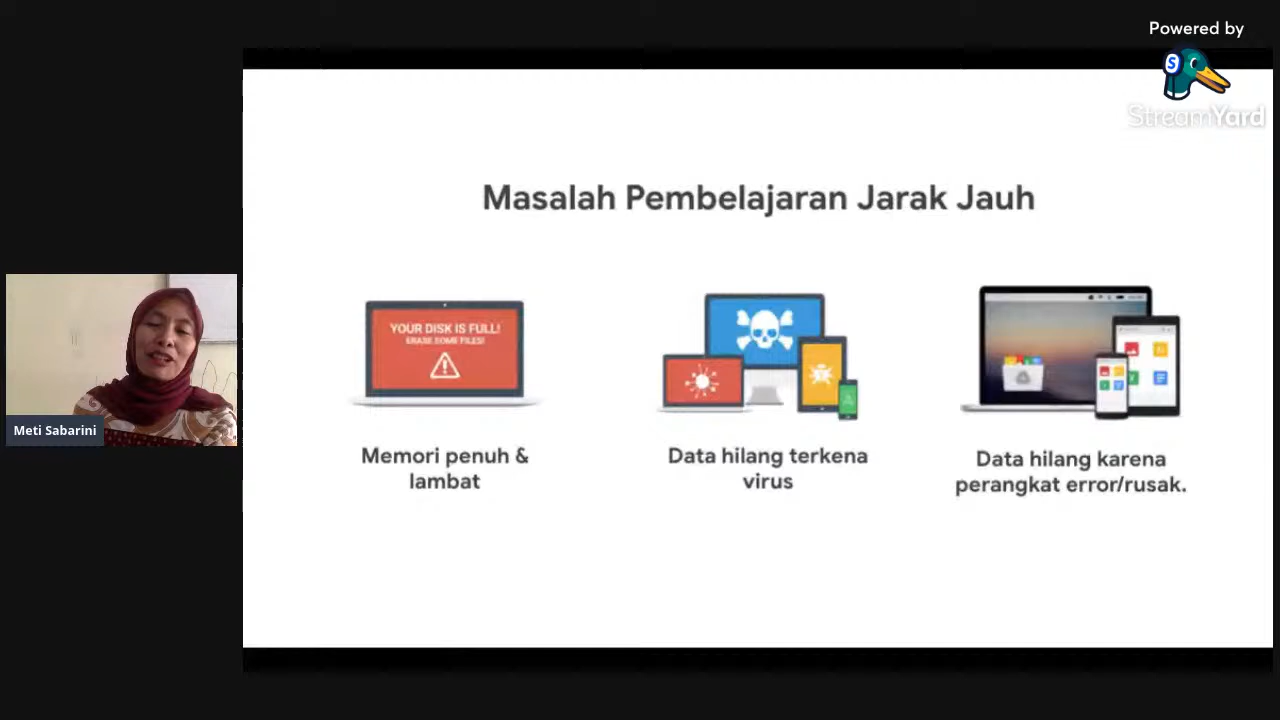 Powered by
StreamYard
Masalah Pembelajaran Jarak Jauh
YOUR DISK IS FULL!
ERASE SOME FILES!
Memori penuh &
lambat
Data hilang terkena
virus
Data hilang karena
perangkat error/rusak.
Meti Sabarini